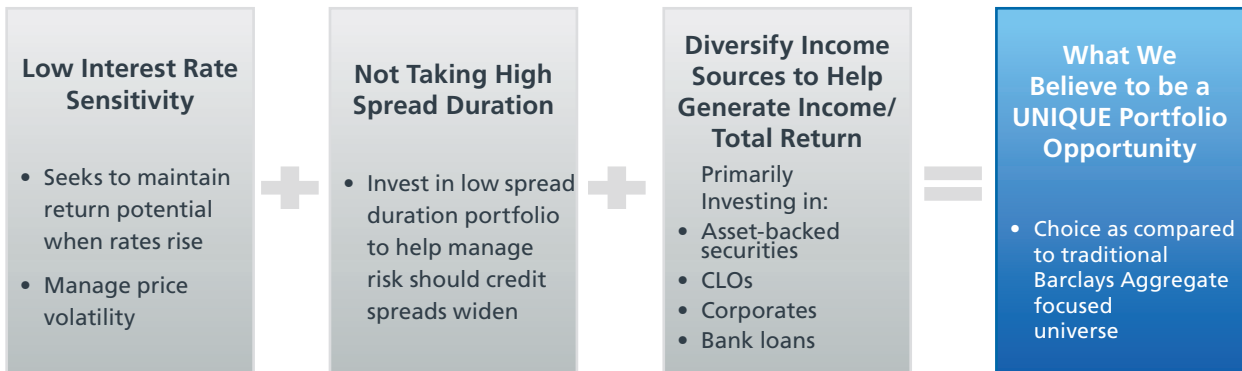 Low Interest Rate
Sensitivity
• Seeks to maintain
return potential
when rates rise
• Manage price
volatility
Not Taking High
Spread Duration
• Invest in low spread
duration portfolio
to help manage
risk should credit
spreads widen
Diversify Income
Sources to Help
Generate Income/
Total Return
Primarily
Investing in:
• Asset-backed
securities
• CLOs
• Corporates
• Bank loans
What We
Believe to be a
UNIQUE Portfolio
Opportunity
• Choice as compared
to traditional
Barclays Aggregate
focused
universe